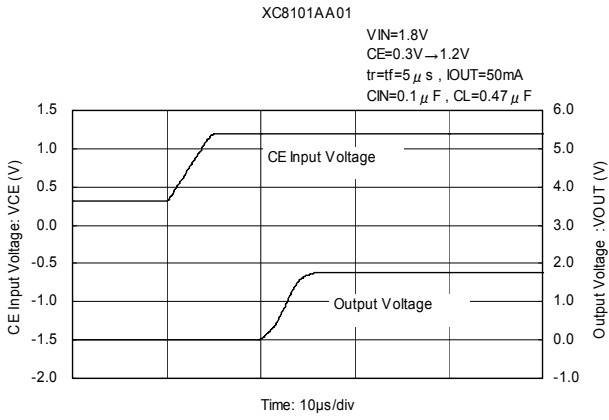 XC8101AA01
VIN=1.8V
CE=0.3V→1.2V
tr=tf=5μs , IOUT=50mA
CIN=0.1μF , CL=0.47μF
1.5
1.0
0.5
0.0
-0.5
-1.0
-1.5
-2.0
CE Input Voltage: VCE (V)
CE Input Voltage
Output Voltage
6.0
5.0
4.0
3.0
2.0
1.0
0.0
-1.0
Output Voltage :VOUT (V)
Time: 10μs/div